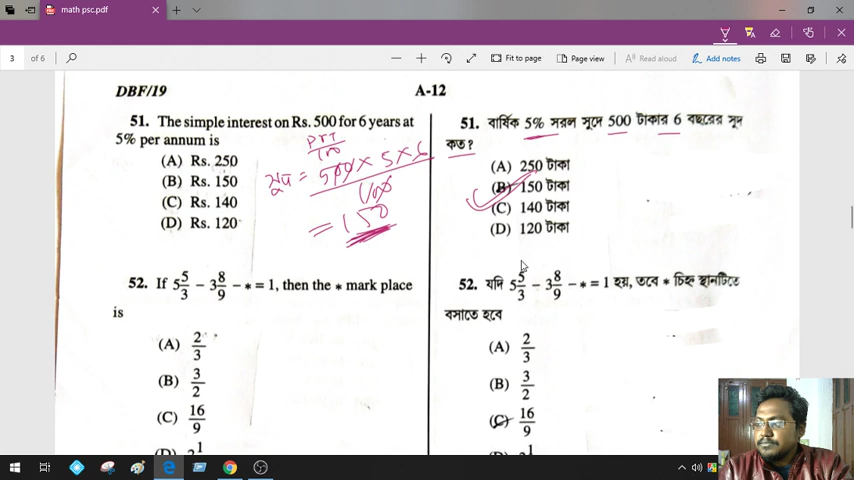 math psc.pdf
3 of 6
Fit to page
Page view
Read aloud
Add notes
DBF/19
A-12
51. The simple interest on Rs. 500 for 6 years at
5% per annum is
(A) Rs. 250
(B) Rs. 150
(C) Rs. 140
(D) Rs. 120
সুদ = 500 × 5 × 6
100
= 150
52. If 5 5/3 − 3 8/9 − * = 1, then the * mark place
is
(A) 2/3
(B) 3/2
(C) 16/9
51. বার্ষিক 5% সরল সুদে 500 টাকার 6 বছরের সুদ
কত?
(A) 250 টাকা
(B) 150 টাকা
(C) 140 টাকা
(D) 120 টাকা
52. যদি 5 5/3 − 3 8/9 − * = 1 হয়, তবে * চিহ্ন স্থানটিতে
বসাতে হবে
(A) 2/3
(B) 3/2
(C) 16/9